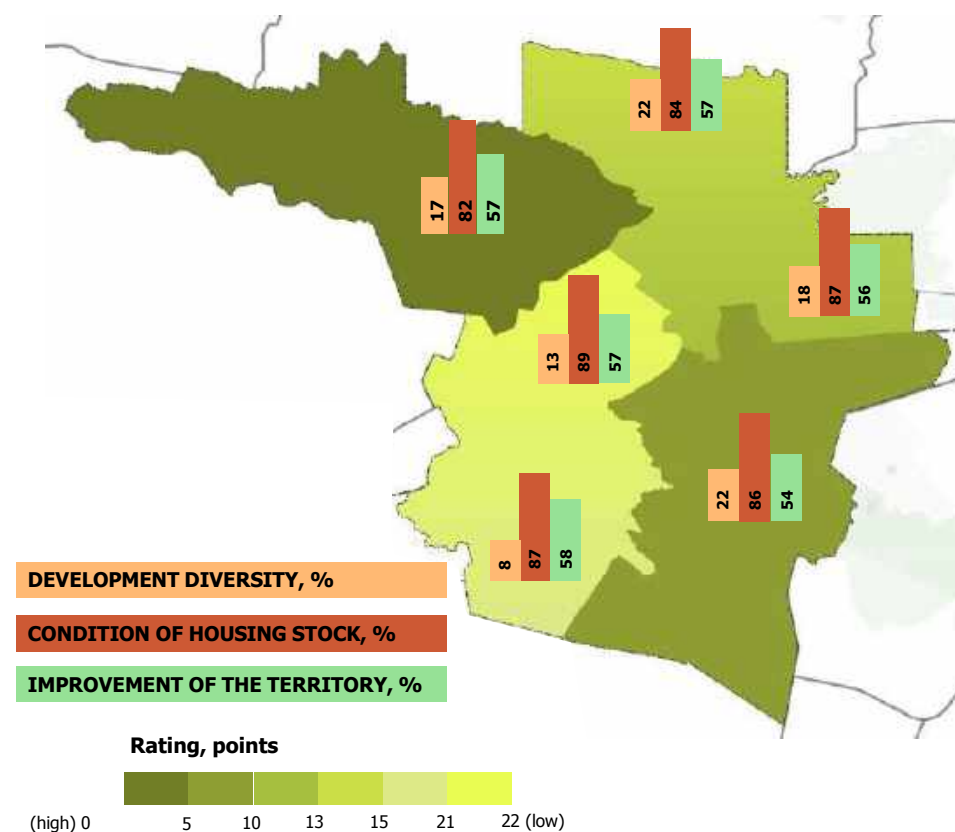 22 84 57
17 82 57
18 87 56
13 89 57
22 86 54
8 87 58
DEVELOPMENT DIVERSITY, %
CONDITION OF HOUSING STOCK, %
IMPROVEMENT OF THE TERRITORY, %
Rating, points
(high) 0 5 10 13 15 21 22 (low)